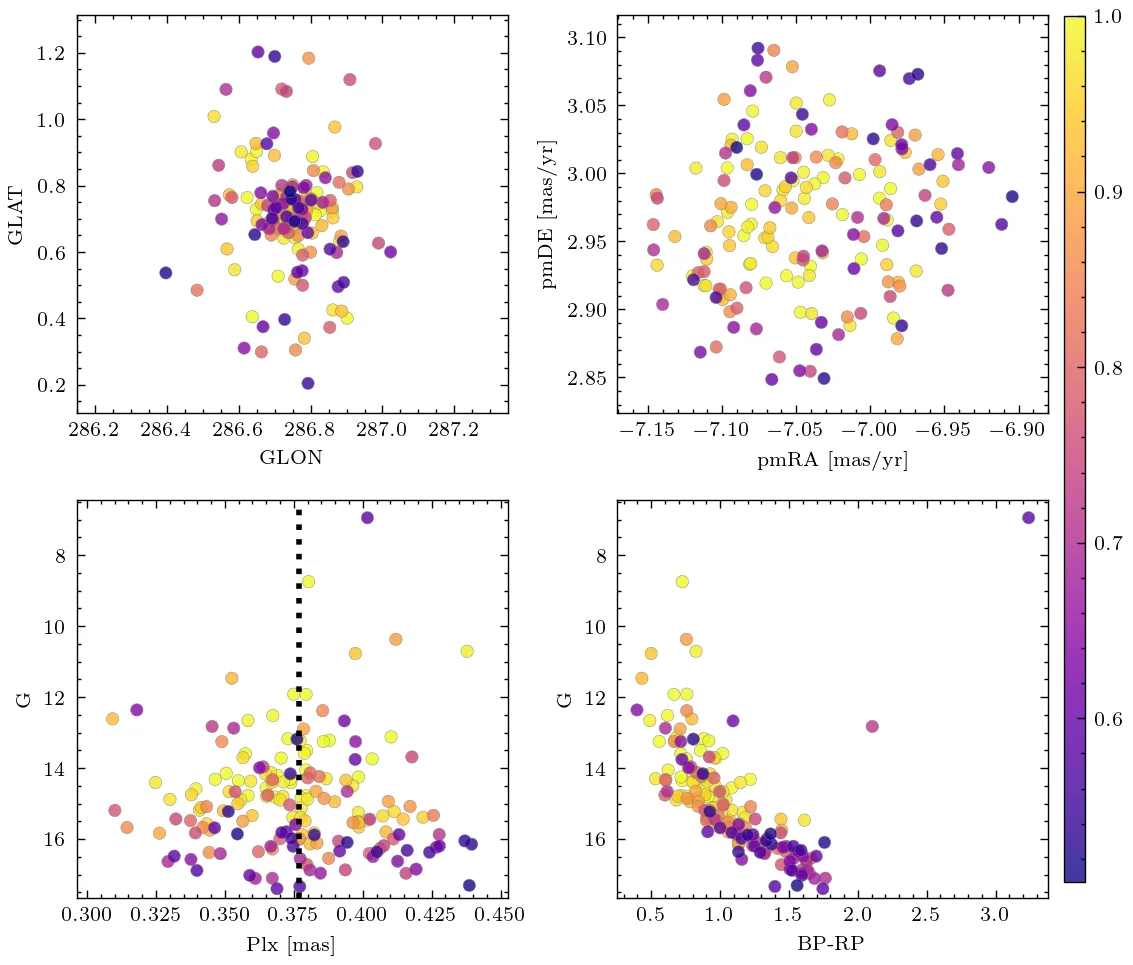 1.2
1.0
0.8
0.6
0.4
0.2
GLAT
286.2 286.4 286.6 286.8 287.0 287.2
GLON
3.10
3.05
3.00
2.95
2.90
2.85
pmDE [mas/yr]
−7.15 −7.10 −7.05 −7.00 −6.95 −6.90
pmRA [mas/yr]
1.0
0.9
0.8
0.7
0.6
8
10
12
14
16
G
0.300 0.325 0.350 0.375 0.400 0.425 0.450
Plx [mas]
8
10
12
14
16
G
0.5 1.0 1.5 2.0 2.5 3.0
BP-RP